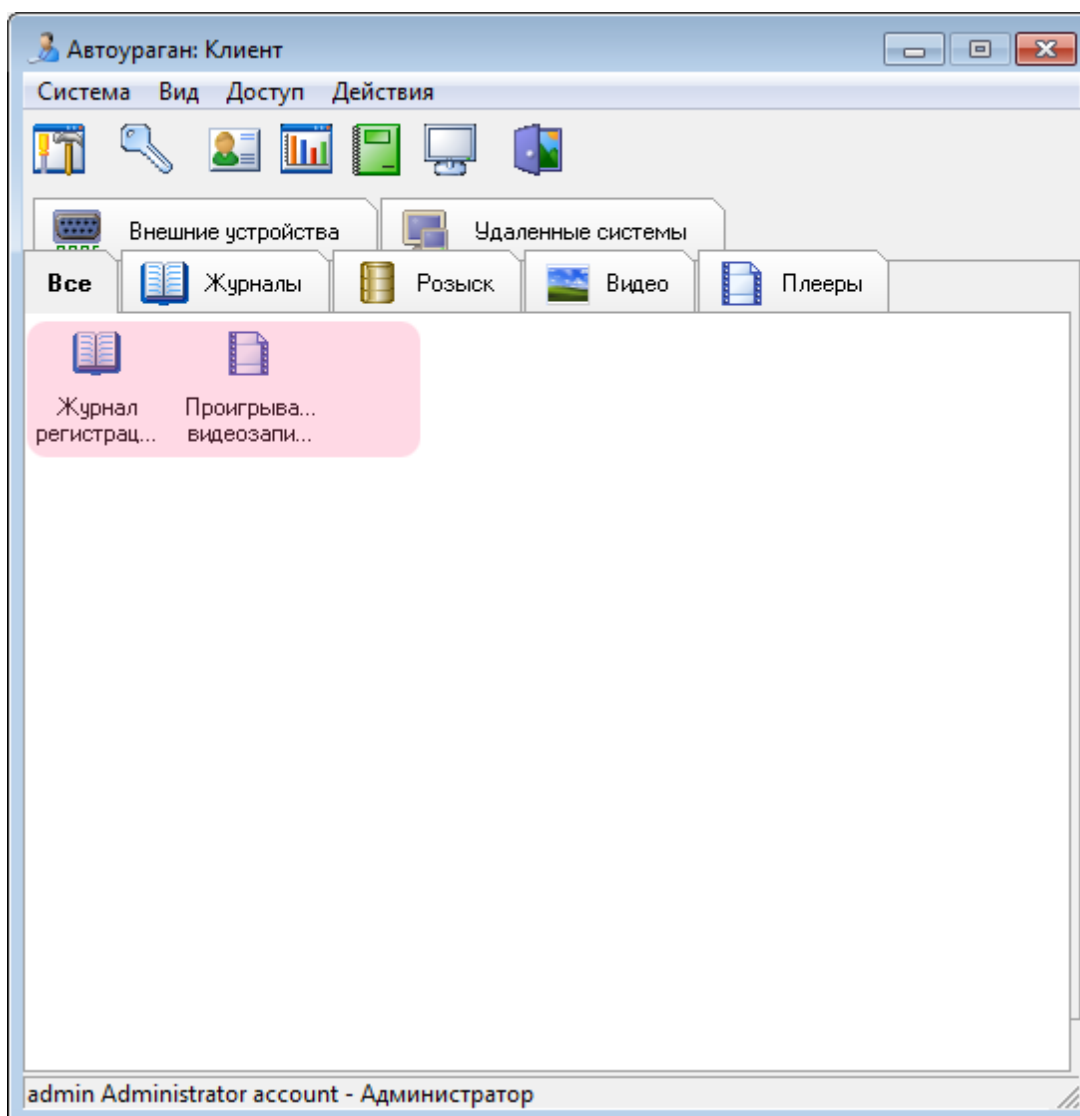 Автоураган: Клиент
Система Вид Доступ Действия
Внешние устройства Удаленные системы
Все Журналы Розыск Видео Плееры
Журнал Проигрыва...
регистрац... видеозапи...
admin Administrator account - Администратор